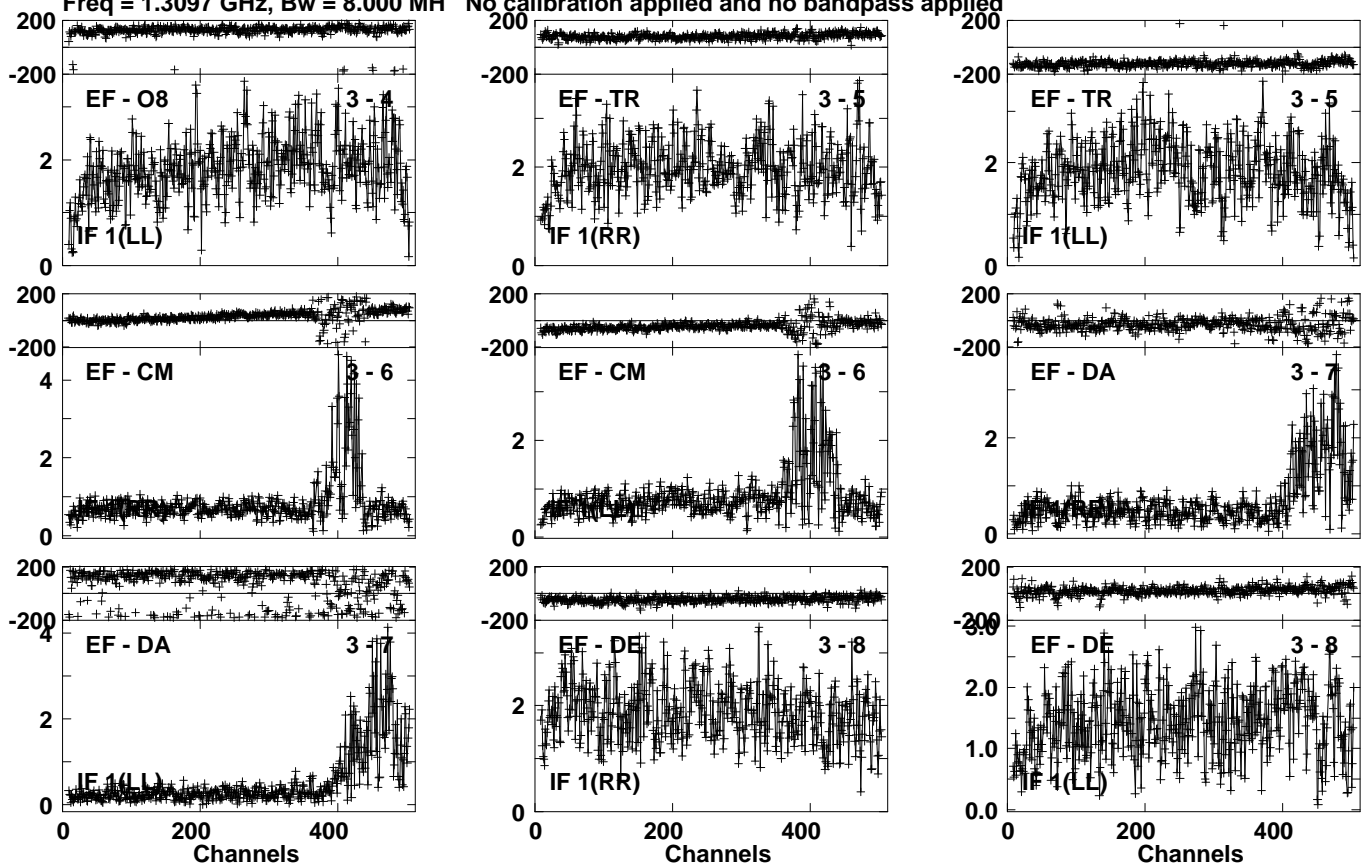 Freq = 1.3097 GHz, Bw = 8.000 MH No calibration applied and no bandpass applied
200
-200
EF - O8 3 - 4
2
IF 1(LL)
0
EF - TR 3 - 5
2
IF 1(RR)
0
200
-200
EF - TR 3 - 5
2
IF 1(LL)
0
200
-200
EF - CM 3 - 6
4
2
0
200
-200
EF - CM 3 - 6
2
0
200
-200
EF - DA 3 - 7
2
0
200
-200
EF - DA 3 - 7
4
2
IF 1(LL)
0
0 200 400
Channels
200
-200
EF - DE 3 - 8
2
IF 1(RR)
0
0 200 400
Channels
200
-200
3.0
EF - DE 3 - 8
2.0
1.0
IF 1(LL)
0.0
0 200 400
Channels
200
-200